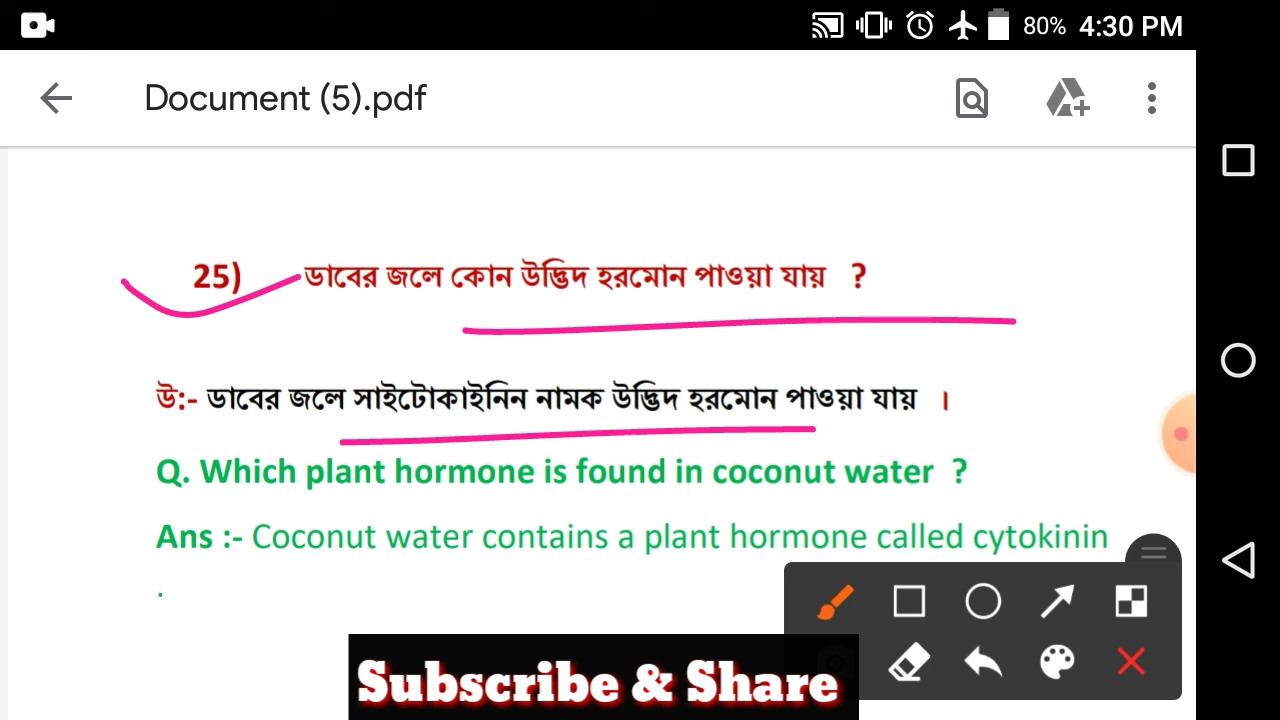 80% 4:30 PM
Document (5).pdf
25) ডাবের জলে কোন উদ্ভিদ হরমোন পাওয়া যায় ?
উ:- ডাবের জলে সাইটোকাইনিন নামক উদ্ভিদ হরমোন পাওয়া যায় ।
Q. Which plant hormone is found in coconut water ?
Ans :- Coconut water contains a plant hormone called cytokinin
.
Subscribe & Share